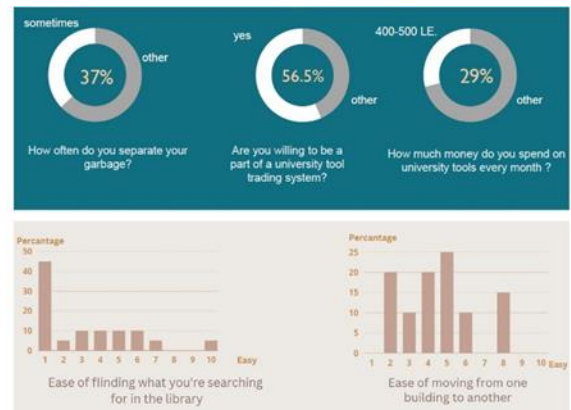 sometimes
other
37%
How often do you separate your
garbage?
yes
other
56.5%
Are you willing to be a
part of a university tool
trading system?
400-500 LE.
other
29%
How much money do you spend on
university tools every month ?
Percantage
50
40
30
20
10
0
1 2 3 4 5 6 7 8 9 10 Easy
Ease of flinding what you're searching
for in the library
Percantage
25
20
15
10
5
0
1 2 3 4 5 6 7 8 9 10 Easy
Ease of moving from one
building to another